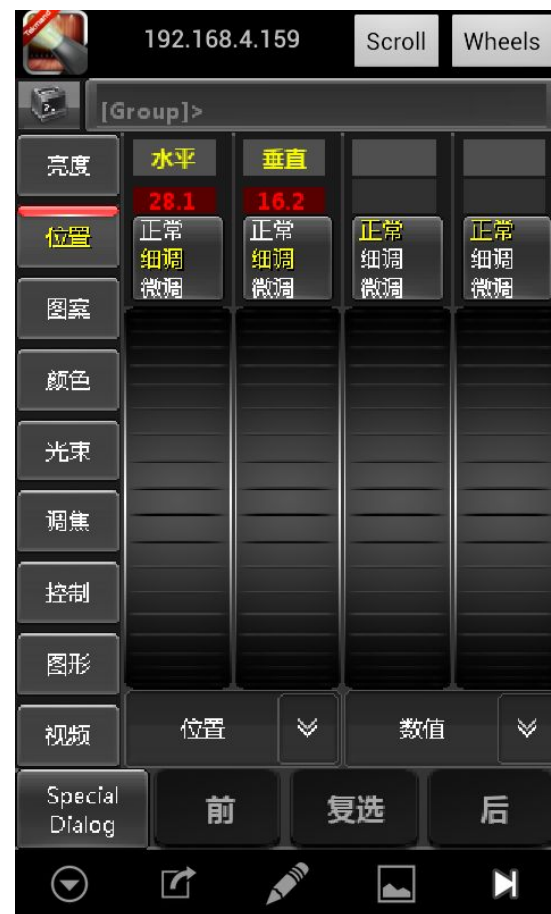 Tekmand
192.168.4.159
Scroll
Wheels
[Group]>
亮度
水平
垂直
28.1
16.2
位置
正常
细调
微调
正常
细调
微调
正常
细调
微调
正常
细调
微调
图案
颜色
光束
调焦
控制
图形
视频
位置
数值
Special
Dialog
前
复选
后